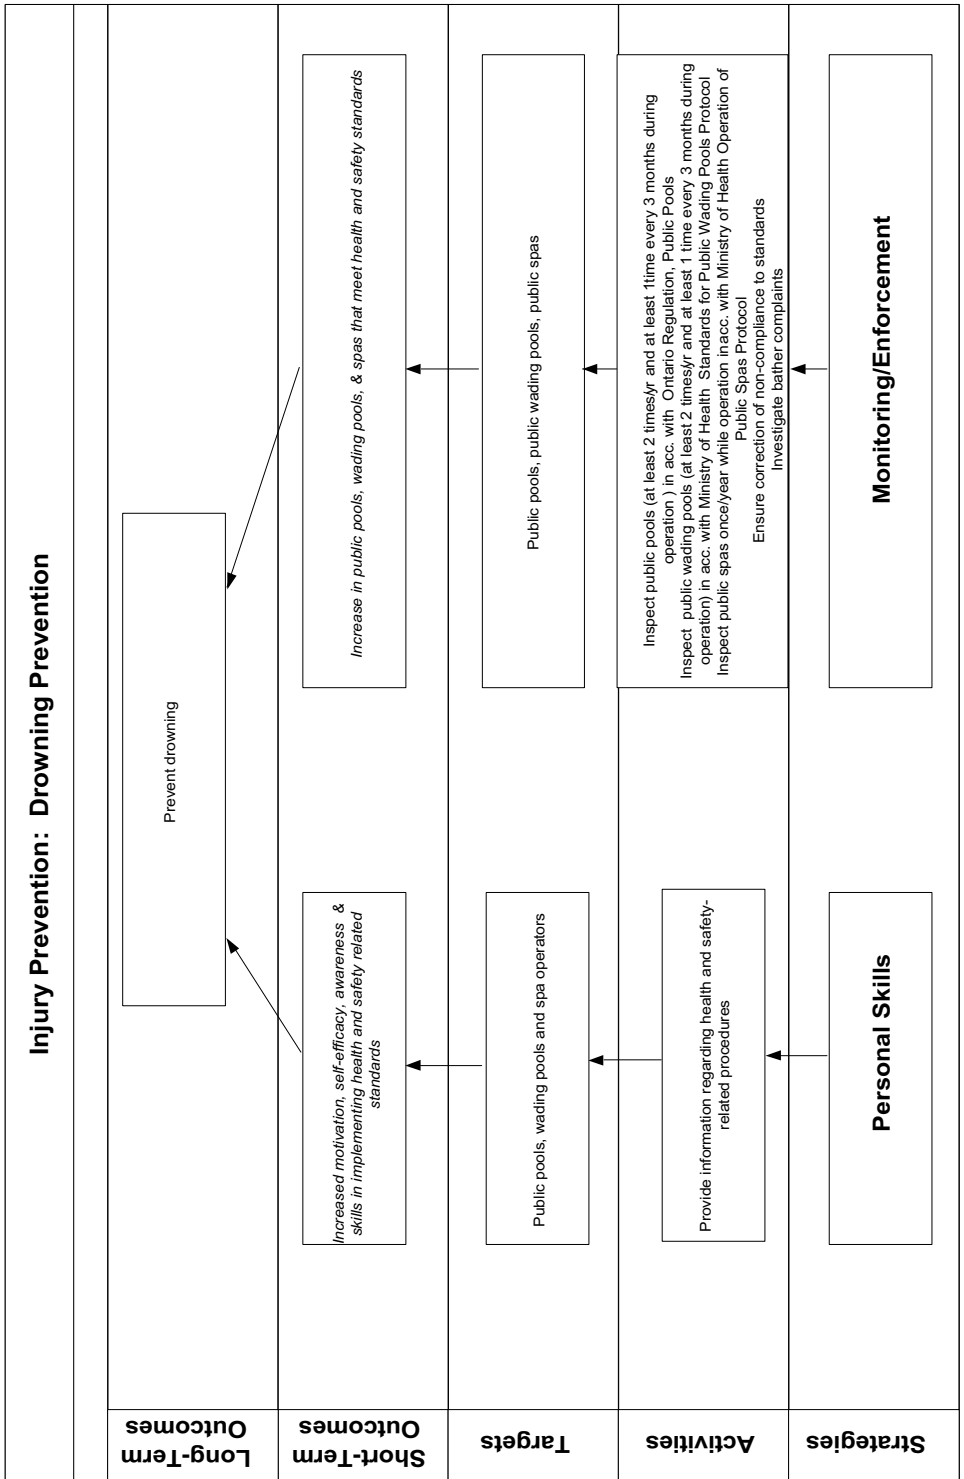 Injury Prevention:  Drowning Prevention
Long-Term
Outcomes
Prevent drowning
Short-Term
Outcomes
Increased motivation, self-efficacy, awareness  &
skills in implementing health and safety related
standards
Increase in public pools, wading pools, & spas that meet health and safety standards
Targets
Public pools, wading pools and spa operators
Public pools, public wading pools, public spas
Activities
Provide information regarding health and safety-
related procedures
Inspect public pools (at least 2 times/yr and at least 1time every 3 months during
operation ) in acc. with Ontario Regulation, Public Pools
Inspect  public wading pools (at least 2 times/yr and at least 1 time every 3 months during
operation) in acc. with Ministry of Health  Standards for Public Wading Pools Protocol
Inspect public spas once/year while operation inacc. with Ministry of Health Operation of
Public Spas Protocol
Ensure correction of non-compliance to standards
Investigate bather complaints
Strategies
Personal Skills
Monitoring/Enforcement